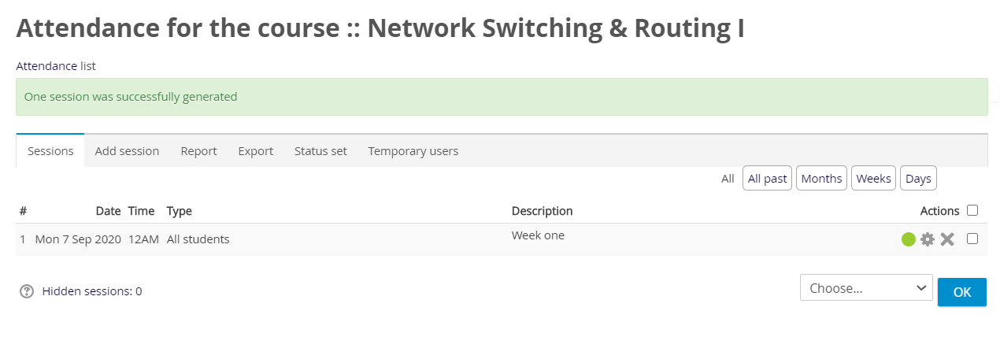 Attendance for the course :: Network Switching & Routing I
Attendance list
One session was successfully generated
Sessions Add session Report Export Status set Temporary users
All All past Months Weeks Days
# Date Time Type Description Actions
1 Mon 7 Sep 2020 12AM All students Week one
Hidden sessions: 0 Choose... OK